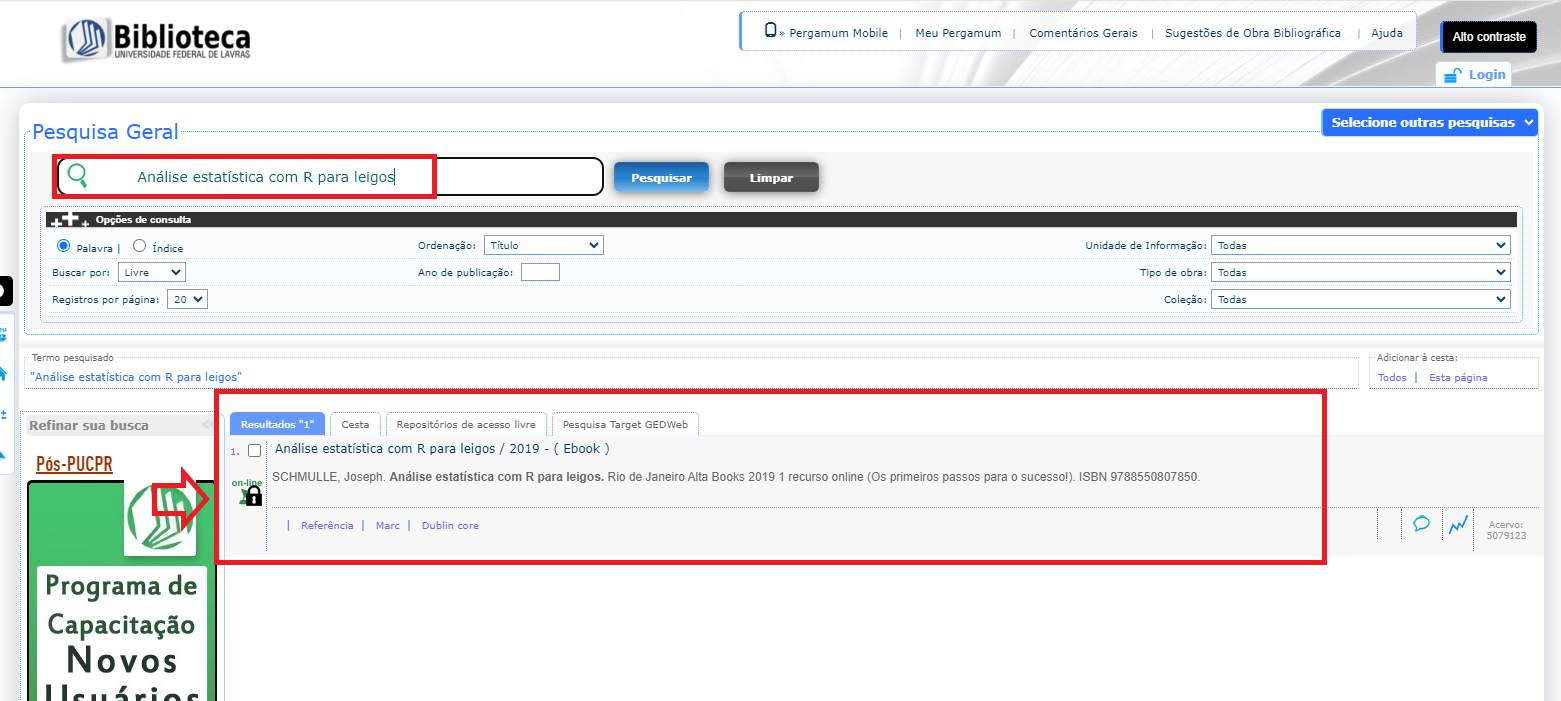 Biblioteca
UNIVERSIDADE FEDERAL DE LAVRAS
» Pergamum Mobile | Meu Pergamum | Comentários Gerais | Sugestões de Obra Bibliográfica | Ajuda
Alto contraste
Login
Selecione outras pesquisas
Pesquisa Geral
Análise estatística com R para leigos
Pesquisar
Limpar
Opções de consulta
Palavra | Índice
Ordenação: Título
Unidade de Informação: Todas
Buscar por: Livre
Ano de publicação:
Tipo de obra: Todas
Registros por página: 20
Coleção: Todas
Termo pesquisado
"Análise estatística com R para leigos"
Adicionar à cesta:
Todos | Esta página
Refinar sua busca
Resultados "1"
Cesta
Repositórios de acesso livre
Pesquisa Target GEDWeb
1. Análise estatística com R para leigos / 2019 - ( Ebook )
on-line
SCHMULLE, Joseph. Análise estatística com R para leigos. Rio de Janeiro Alta Books 2019 1 recurso online (Os primeiros passos para o sucesso!). ISBN 9788550807850.
| Referência | Marc | Dublin core
Acervo:
5079123
Pós-PUCPR
Programa de
Capacitação
Novos
Usuários